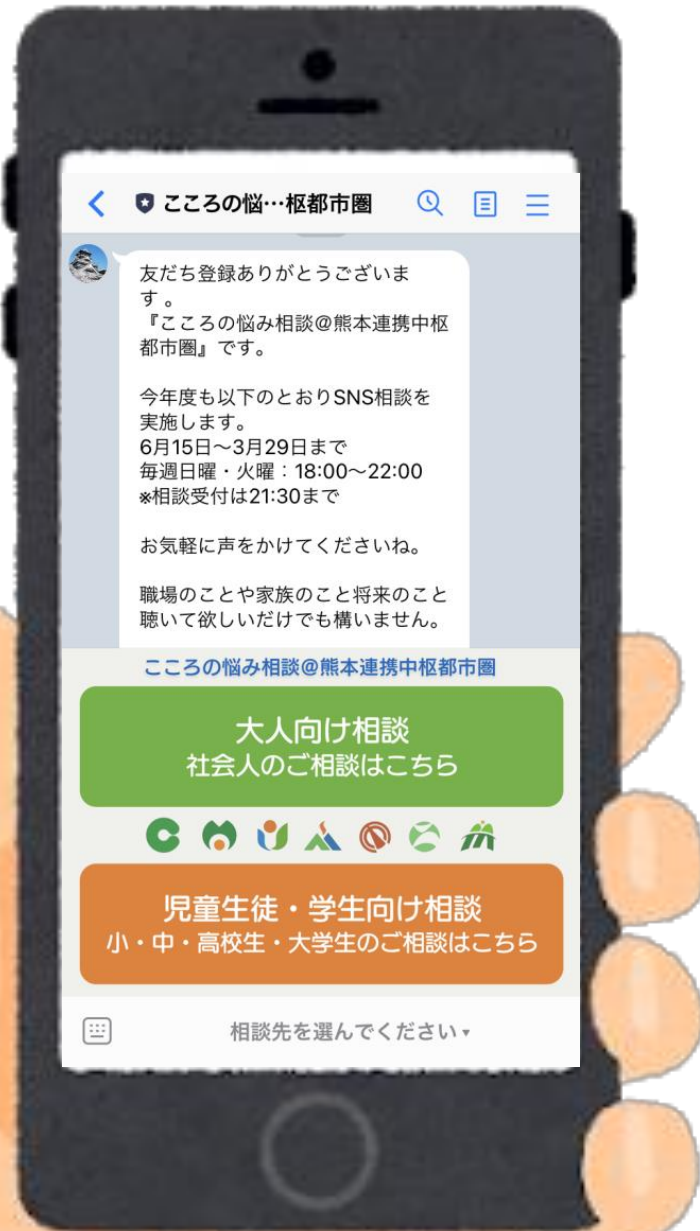 こころの悩…枢都市圏
友だち登録ありがとうございま
す 。
『こころの悩み相談@熊本連携中枢
都市圏』です。
今年度も以下のとおりSNS相談を
実施します。
6月15日～3月29日まで
毎週日曜・火曜：18:00～22:00
※相談受付は21:30まで
お気軽に声をかけてくださいね。
職場のことや家族のこと将来のこと
聴いて欲しいだけでも構いません。
こころの悩み相談@熊本連携中枢都市圏
大人向け相談
社会人のご相談はこちら
児童生徒・学生向け相談
小・中・高校生・大学生のご相談はこちら
相談先を選んでください▾